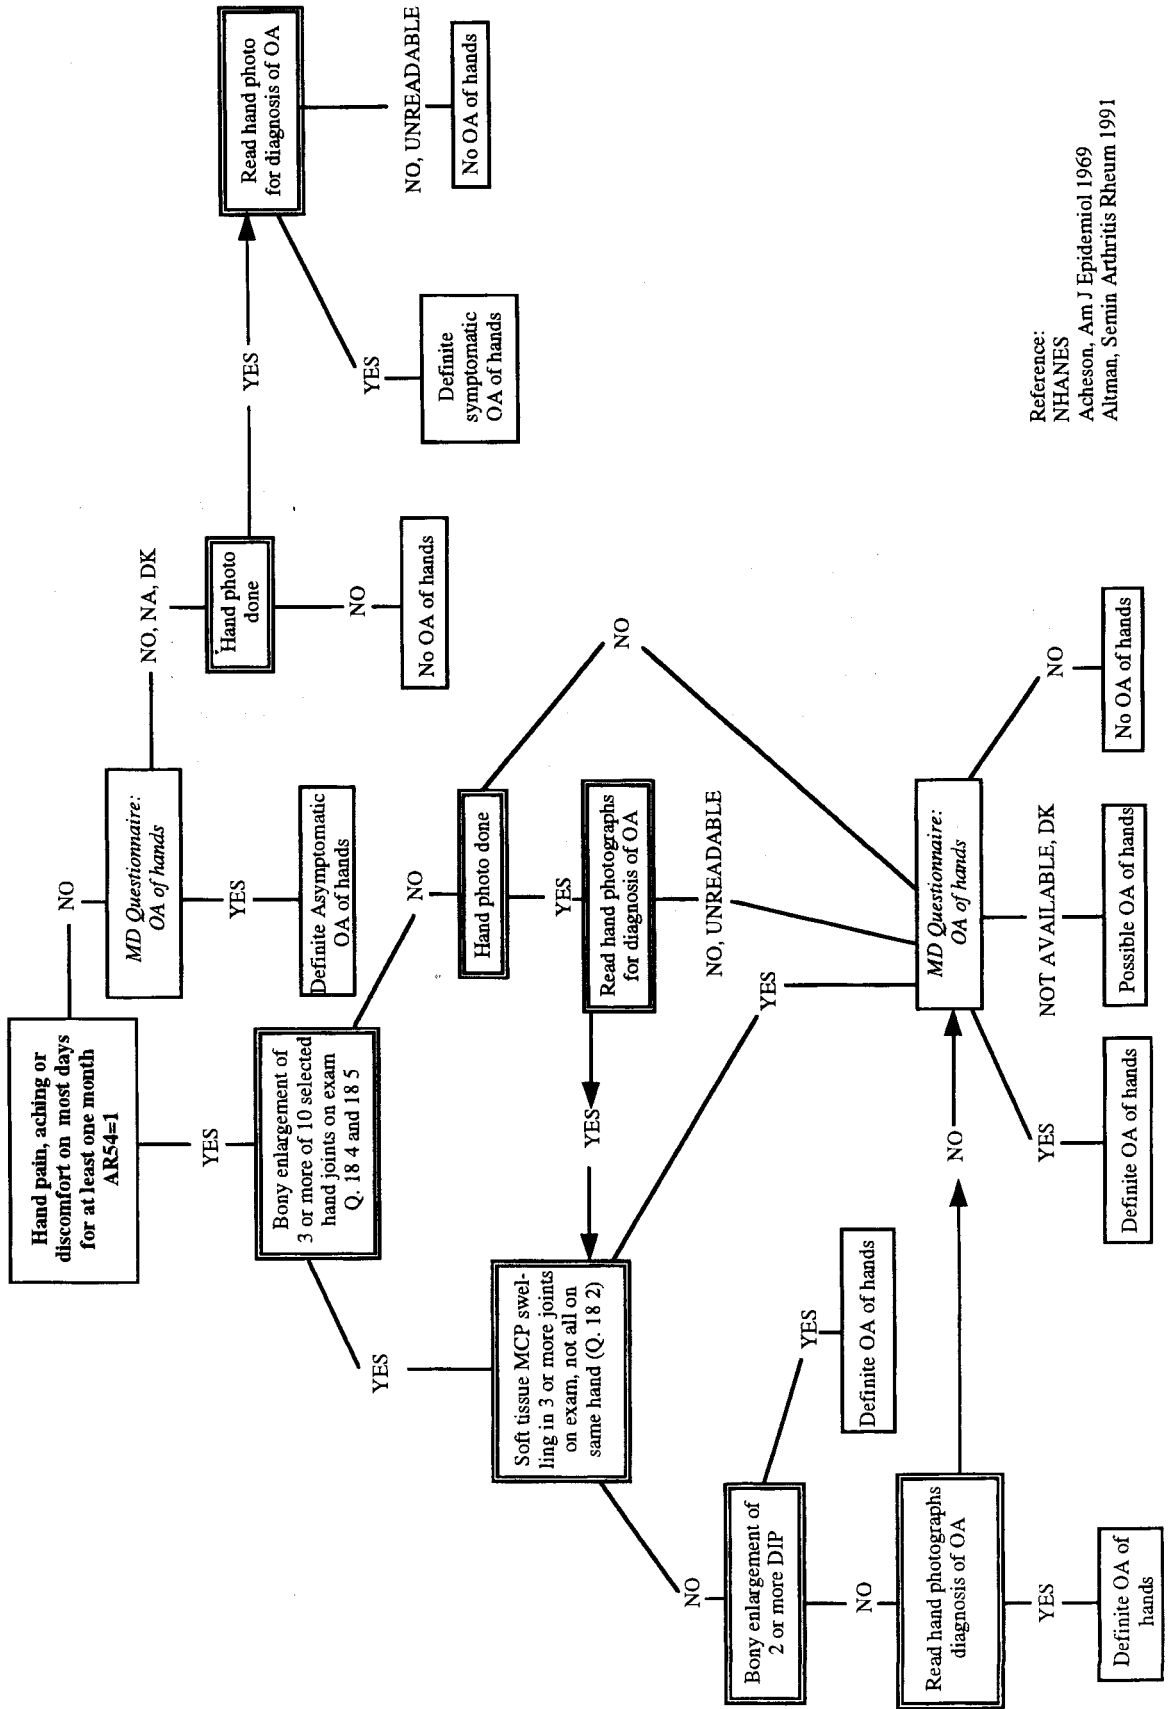 Hand pain, aching or
discomfort on most days
for at least one month
AR54=1
NO
MD Questionnaire:
OA of hands
NO, NA, DK
Hand photo
done
YES
Read hand photo
for diagnosis of OA
NO, UNREADABLE
No OA of hands
YES
Definite
symptomatic
OA of hands
NO
No OA of hands
YES
Definite Asymptomatic
OA of hands
YES
Bony enlargement of
3 or more of 10 selected
hand joints on exam
Q. 18 4 and 18 5
NO
Hand photo done
NO
YES
Read hand photographs
for diagnosis of OA
NO, UNREADABLE
YES
YES
Soft tissue MCP swel-
ling in 3 or more joints
on exam, not all on
same hand (Q. 18 2)
YES
NO
Bony enlargement of
2 or more DIP
YES
Definite OA of hands
NO
Read hand photographs
diagnosis of OA
YES
Definite OA of
hands
NO
MD Questionnaire:
OA of hands
YES
Definite OA of hands
NOT AVAILABLE, DK
Possible OA of hands
NO
No OA of hands
Reference:
NHANES
Acheson, Am J Epidemiol 1969
Altman, Semin Arthritis Rheum 1991